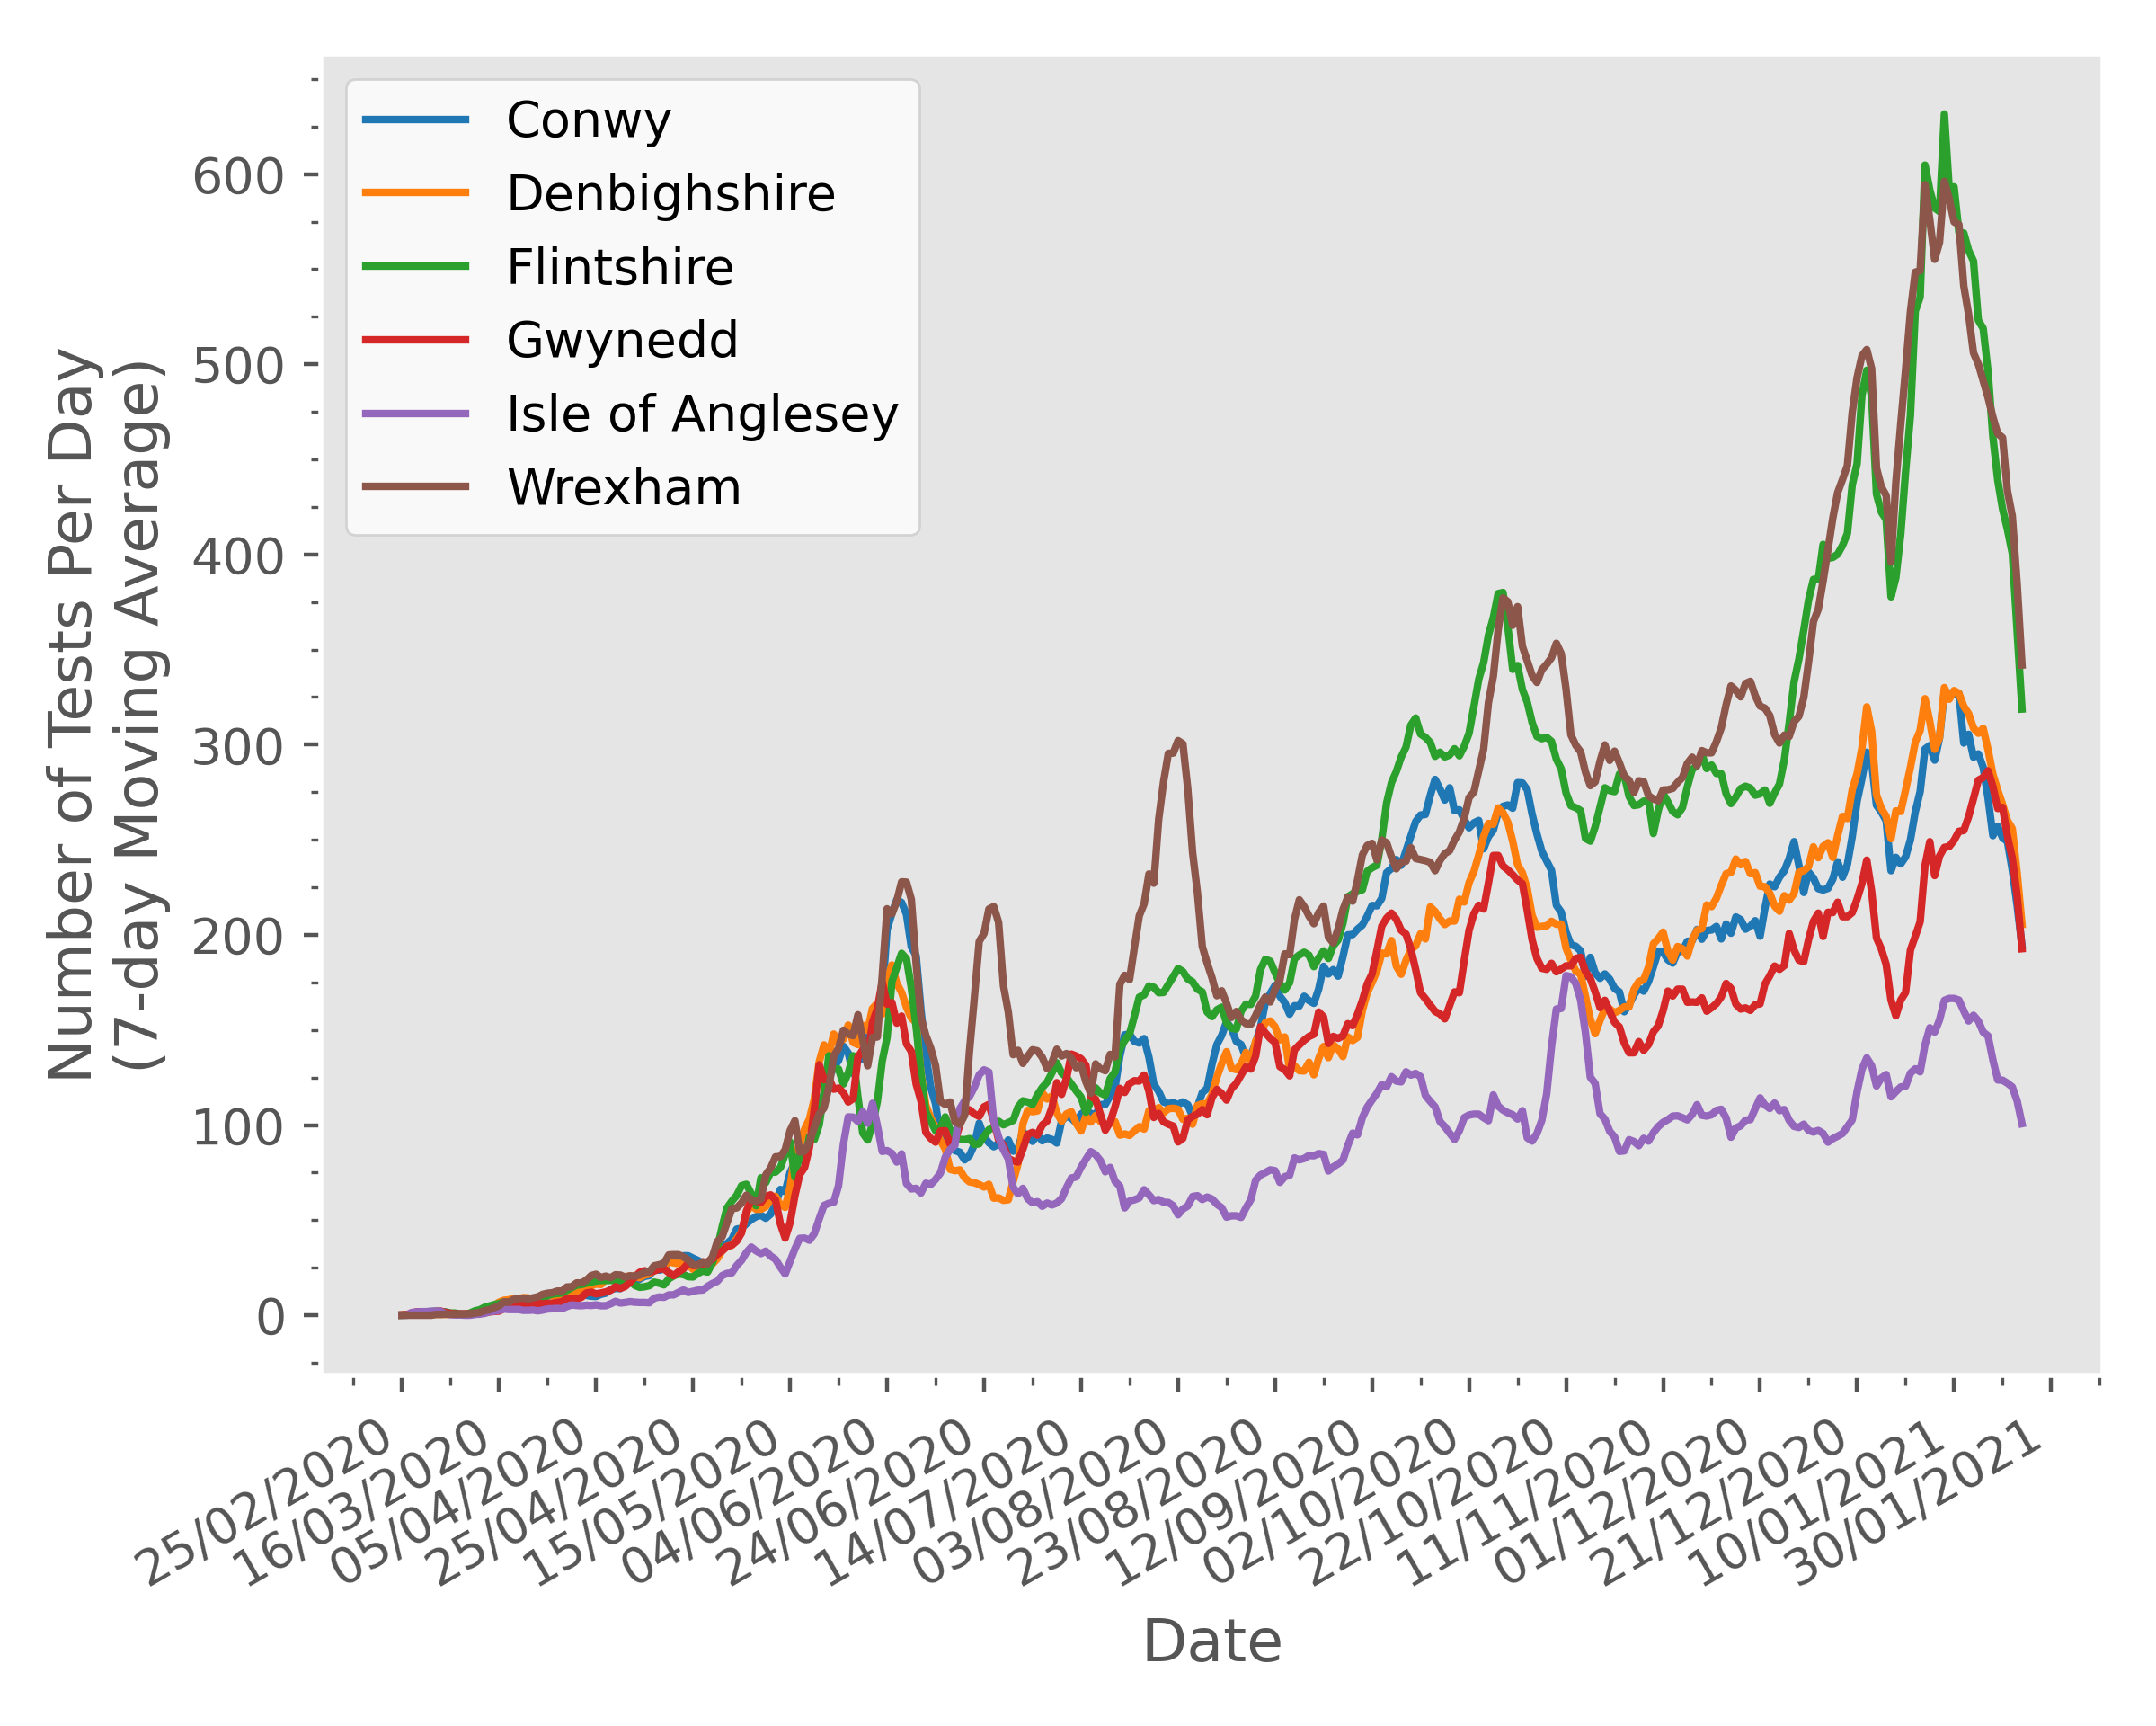 Conwy
Denbighshire
Flintshire
Gwynedd
Isle of Anglesey
Wrexham
Number of Tests Per Day
(7-day Moving Average)
600
500
400
300
200
100
0
25/02/2020
16/03/2020
05/04/2020
25/04/2020
15/05/2020
04/06/2020
24/06/2020
14/07/2020
03/08/2020
23/08/2020
12/09/2020
02/10/2020
22/10/2020
11/11/2020
01/12/2020
21/12/2020
10/01/2021
30/01/2021
Date